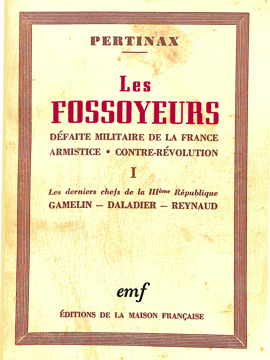 PERTINAX
Les
FOSSOYEURS
DÉFAITE MILITAIRE DE LA FRANCE
ARMISTICE • CONTRE-RÉVOLUTION
I
Les derniers chefs de la IIIème République
GAMELIN — DALADIER — REYNAUD
emf
ÉDITIONS DE LA MAISON FRANÇAISE